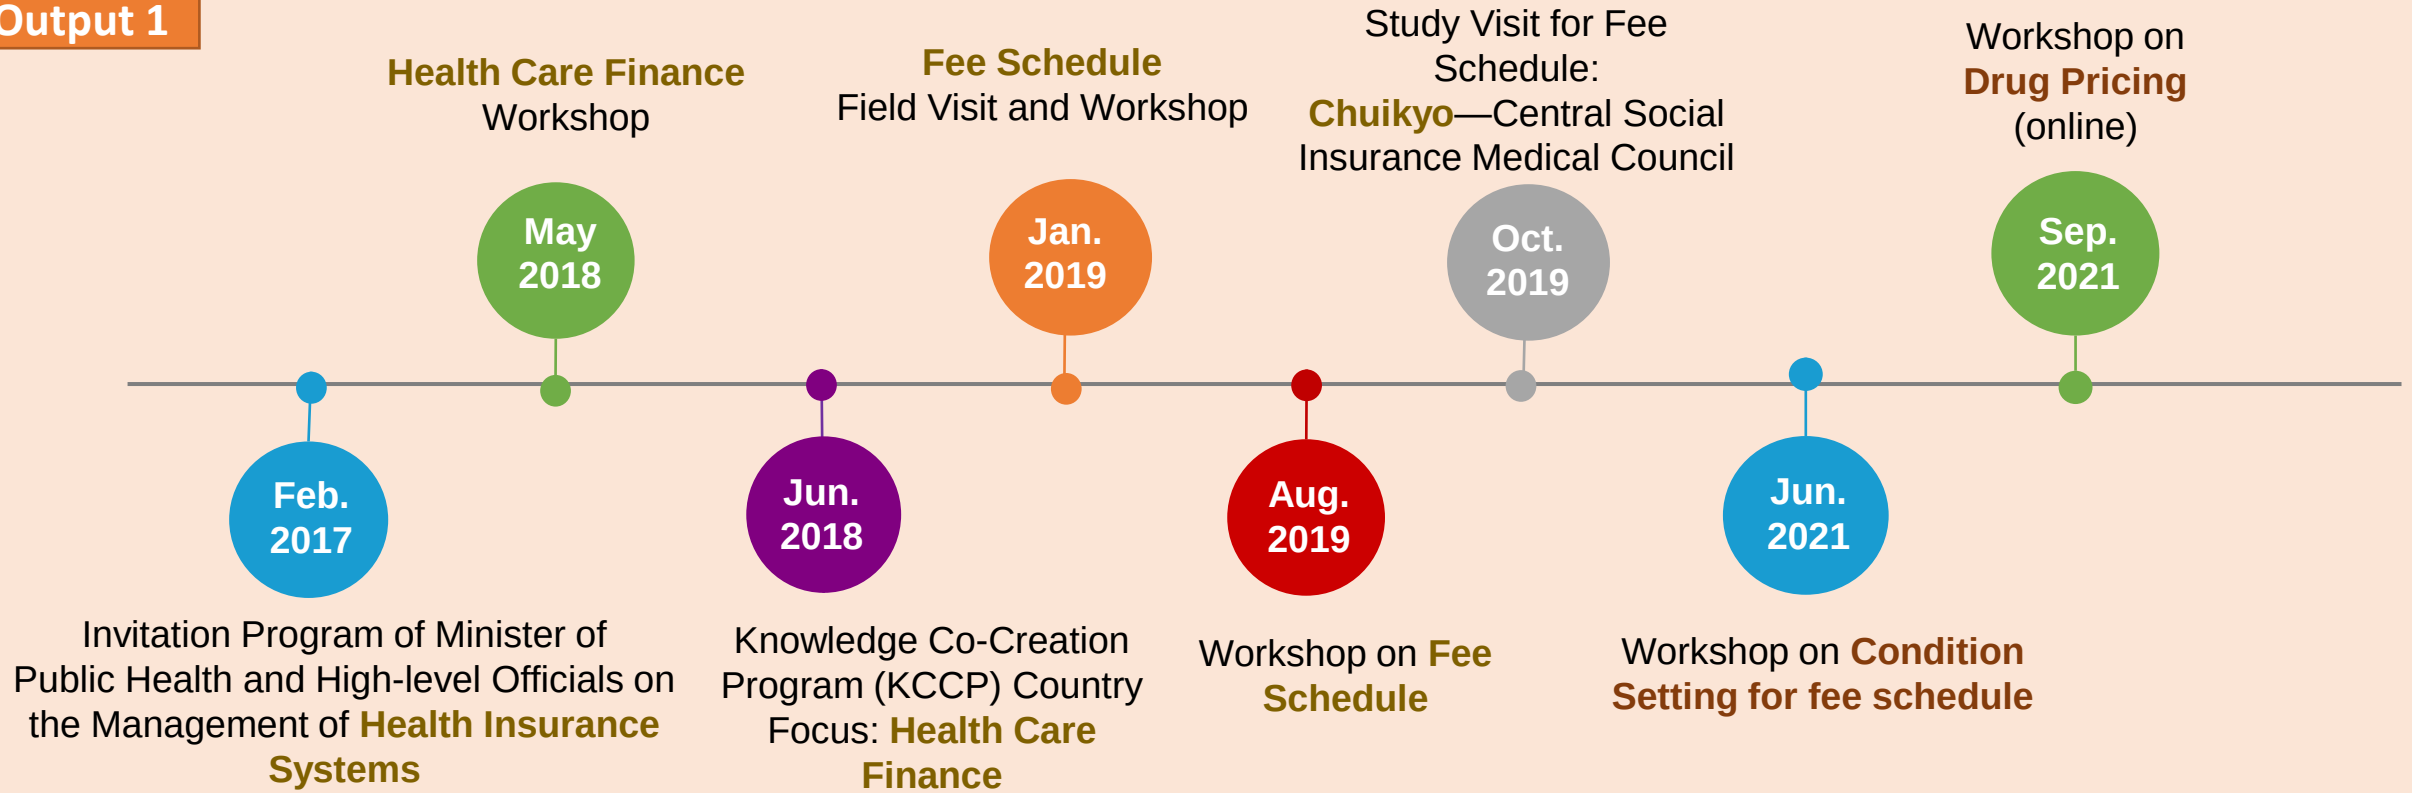 Output 1
Health Care Finance
Workshop
Fee Schedule
Field Visit and Workshop
Study Visit for Fee
Schedule:
Chuikyo—Central Social
Insurance Medical Council
Workshop on
Drug Pricing
(online)
May
2018
Jan.
2019
Oct.
2019
Sep.
2021
Feb.
2017
Jun.
2018
Aug.
2019
Jun.
2021
Invitation Program of Minister of
Public Health and High-level Officials on
the Management of Health Insurance
Systems
Knowledge Co-Creation
Program (KCCP) Country
Focus: Health Care
Finance
Workshop on Fee
Schedule
Workshop on Condition
Setting for fee schedule